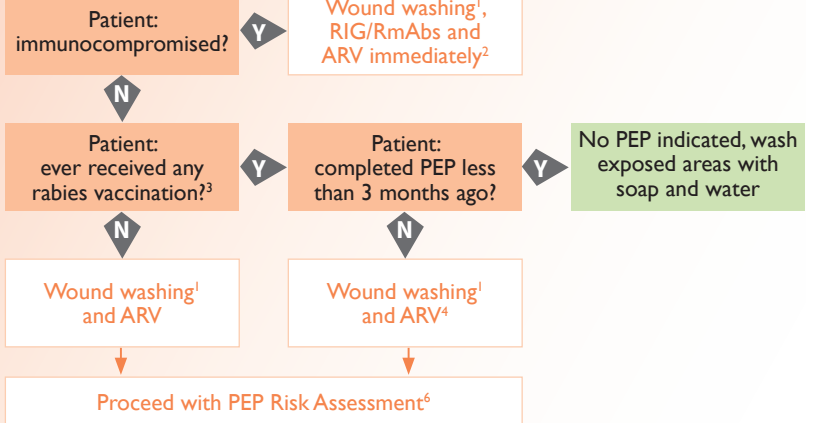 Patient:
immunocompromised?
Y
Wound washing¹,
RIG/RmAbs and
ARV immediately²
N
Patient:
ever received any
rabies vaccination?³
Y
Patient:
completed PEP less
than 3 months ago?
Y
No PEP indicated, wash
exposed areas with
soap and water
N
N
Wound washing¹
and ARV
Wound washing¹
and ARV⁴
Proceed with PEP Risk Assessment⁶